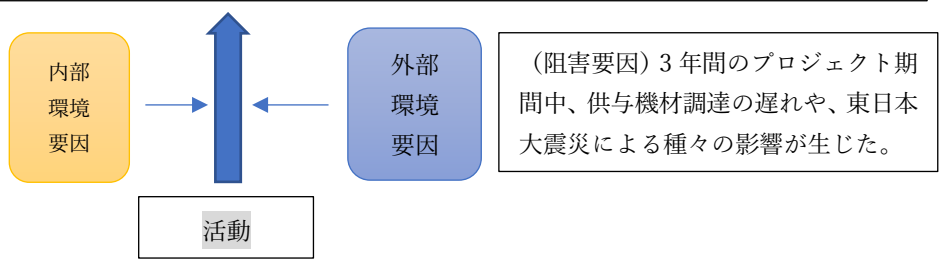 内部
環境
要因
外部
環境
要因
（阻害要因）3 年間のプロジェクト期
間中、供与機材調達の遅れや、東日本
大震災による種々の影響が生じた。
活動